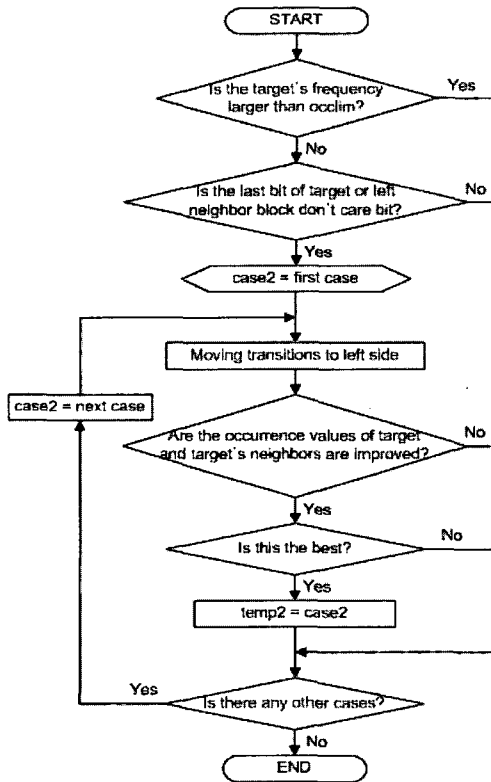 START
Is the target's frequency
larger than occlim?
Yes
No
Is the last bit of target or left
neighbor block don't care bit?
No
Yes
case2 = first case
Moving transitions to left side
case2 = next case
Are the occurrence values of target
and target's neighbors are improved?
No
Yes
Is this the best?
No
Yes
temp2 = case2
Yes
Is there any other cases?
No
END